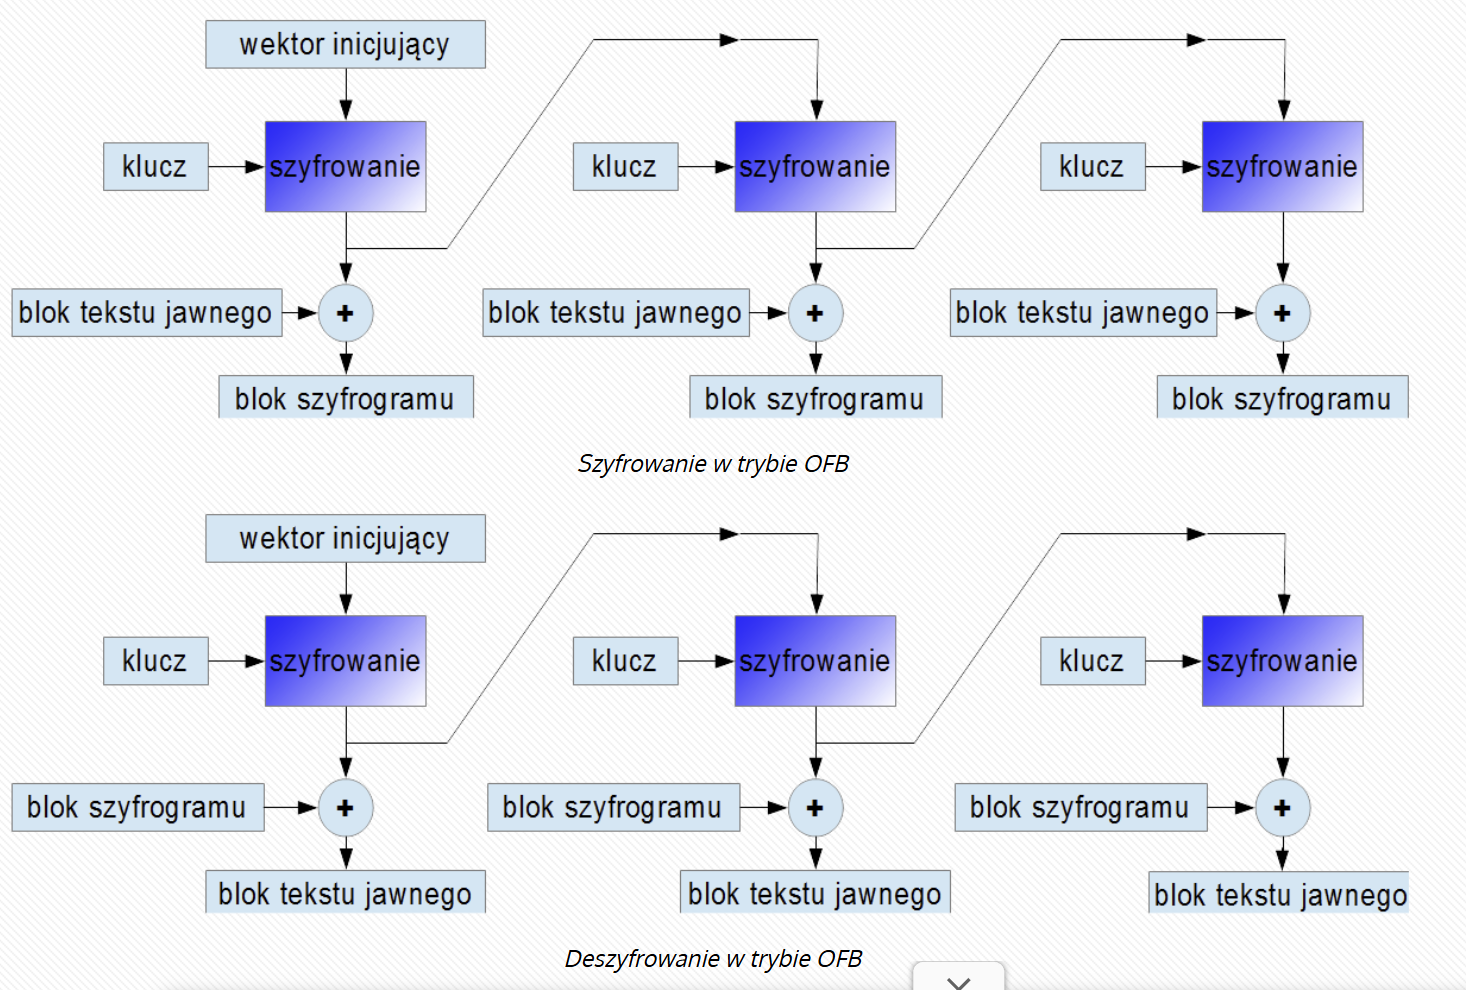 wektor inicjujący
klucz
szyfrowanie
klucz
szyfrowanie
klucz
szyfrowanie
blok tekstu jawnego
+
blok tekstu jawnego
+
blok tekstu jawnego
+
blok szyfrogramu
blok szyfrogramu
blok szyfrogramu
Szyfrowanie w trybie OFB
wektor inicjujący
klucz
szyfrowanie
klucz
szyfrowanie
klucz
szyfrowanie
blok szyfrogramu
+
blok szyfrogramu
+
blok szyfrogramu
+
blok tekstu jawnego
blok tekstu jawnego
blok tekstu jawnego
Deszyfrowanie w trybie OFB